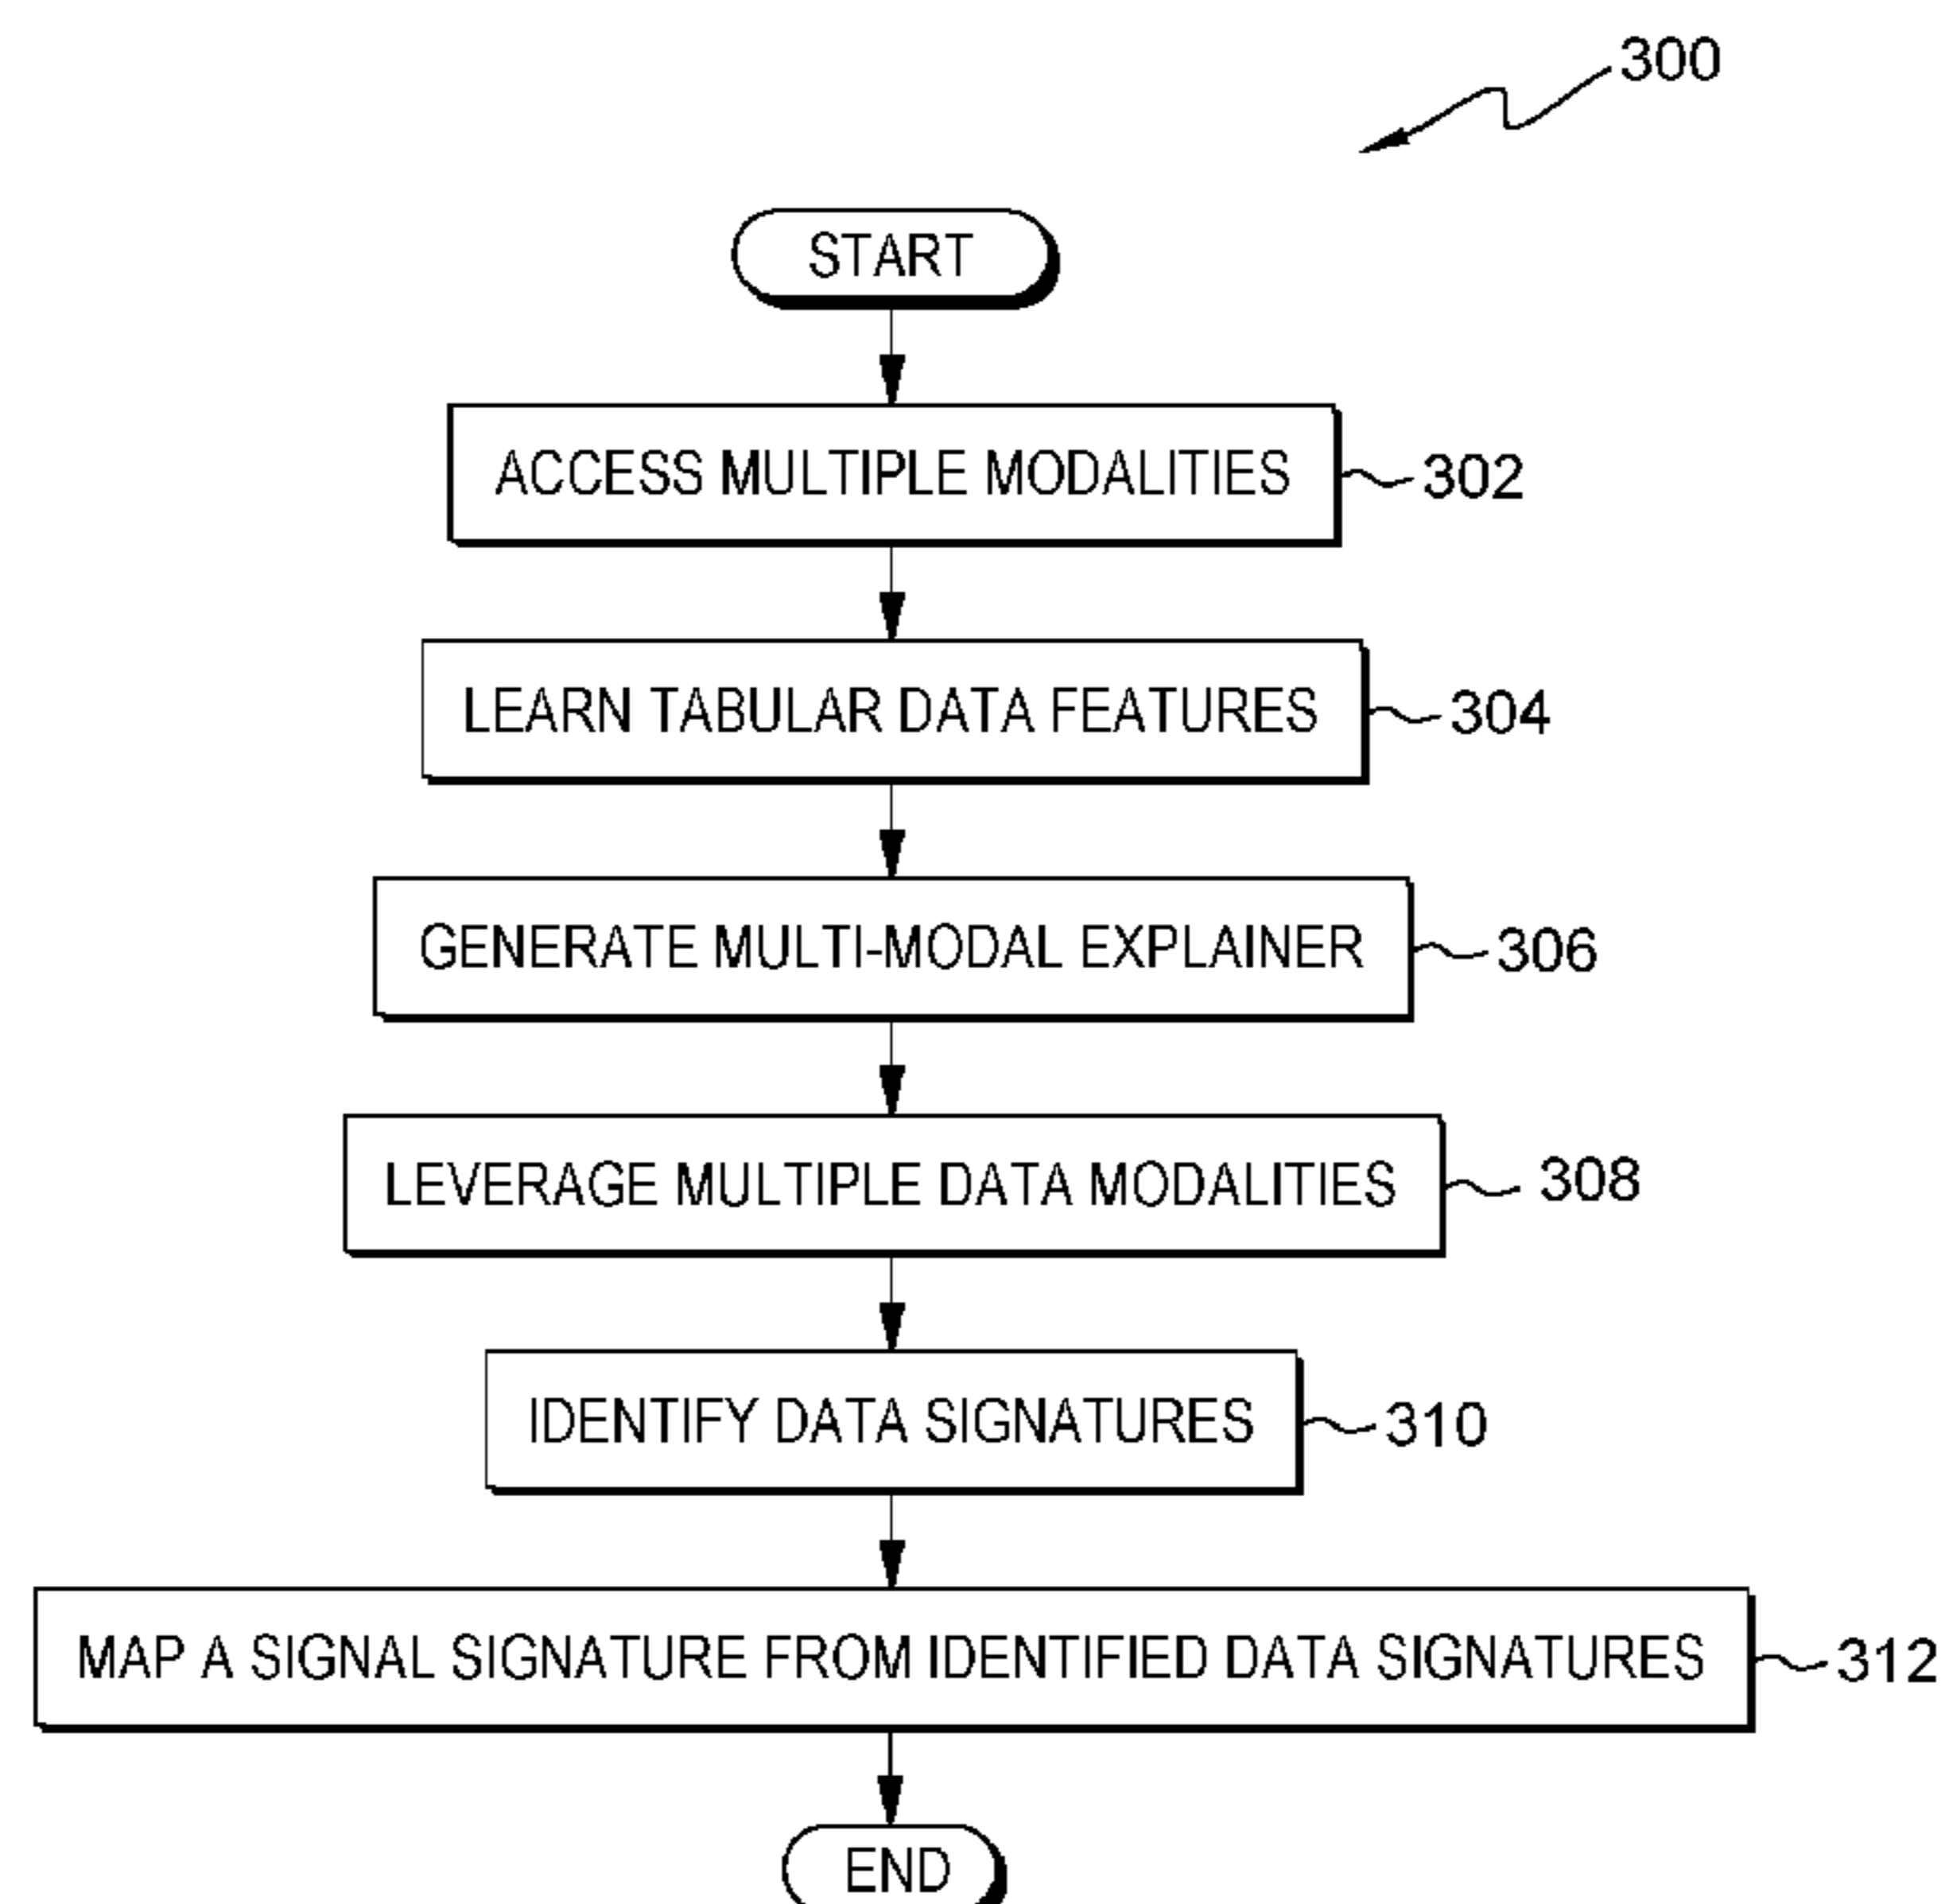 300
START
ACCESS MULTIPLE MODALITIES 302
LEARN TABULAR DATA FEATURES 304
GENERATE MULTI-MODAL EXPLAINER 306
LEVERAGE MULTIPLE DATA MODALITIES 308
IDENTIFY DATA SIGNATURES 310
MAP A SIGNAL SIGNATURE FROM IDENTIFIED DATA SIGNATURES 312
END